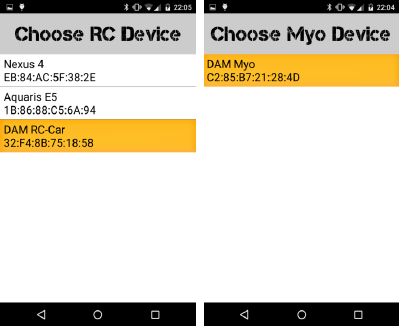 22:05
Choose RC Device
Nexus 4
EB:84:AC:5F:38:2E
Aquaris E5
1B:86:88:C5:6A:94
DAM RC-Car
32:F4:8B:75:18:58
22:04
Choose Myo Device
DAM Myo
C2:85:B7:21:28:4D